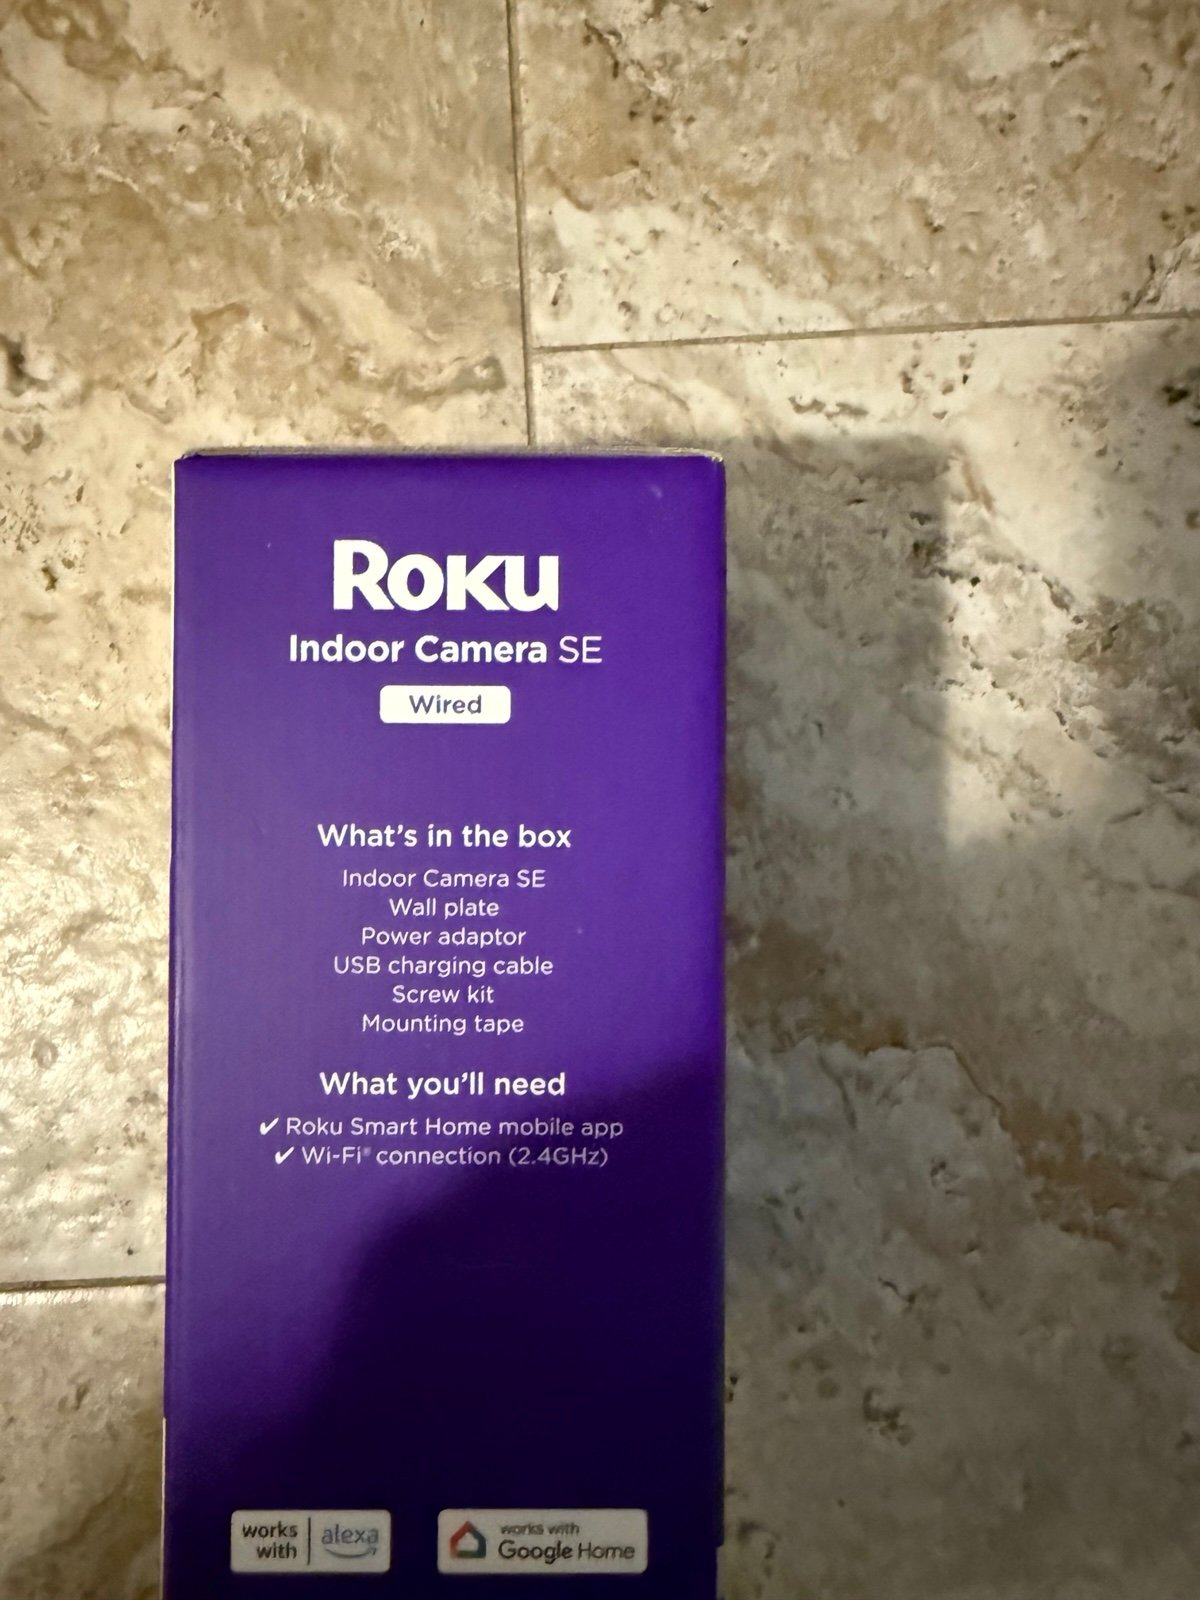 Roku
Indoor Camera SE
Wired
What's in the box
Indoor Camera SE
Wall plate
Power adaptor
USB charging cable
Screw kit
Mounting tape
What you'll need
✔ Roku Smart Home mobile app
✔ Wi-Fi® connection (2.4GHz)
works with | alexa
works with Google Home